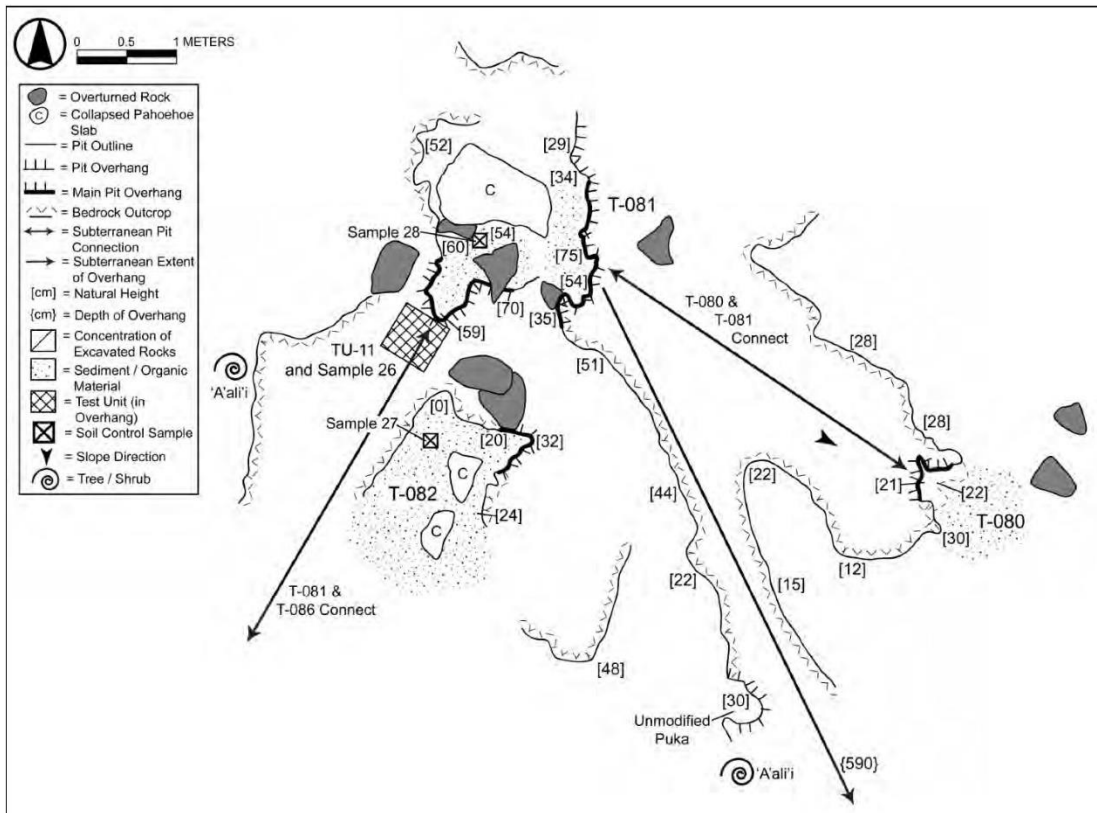 0 0.5 1 METERS
= Overturned Rock
C = Collapsed Pahoehoe
Slab
= Pit Outline
= Pit Overhang
= Main Pit Overhang
= Bedrock Outcrop
= Subterranean Pit
Connection
= Subterranean Extent
of Overhang
[cm] = Natural Height
{cm} = Depth of Overhang
= Concentration of
Excavated Rocks
= Sediment / Organic
Material
= Test Unit (in
Overhang)
= Soil Control Sample
= Slope Direction
= Tree / Shrub
[52]
[29]
C
[34]
T-081
Sample 28
[54]
[60]
[75]
[54]
[70]
[35]
[59]
TU-11
and Sample 26
'A'ali'i
T-080 &
T-081
Connect
[28]
[51]
[0]
Sample 27
[20]
[32]
[28]
C
T-082
[24]
C
[44]
[22]
[21]
[22]
T-080
[30]
[12]
[15]
[22]
T-081 &
T-086 Connect
[48]
[30]
Unmodified
Puka
'A'ali'i
{590}